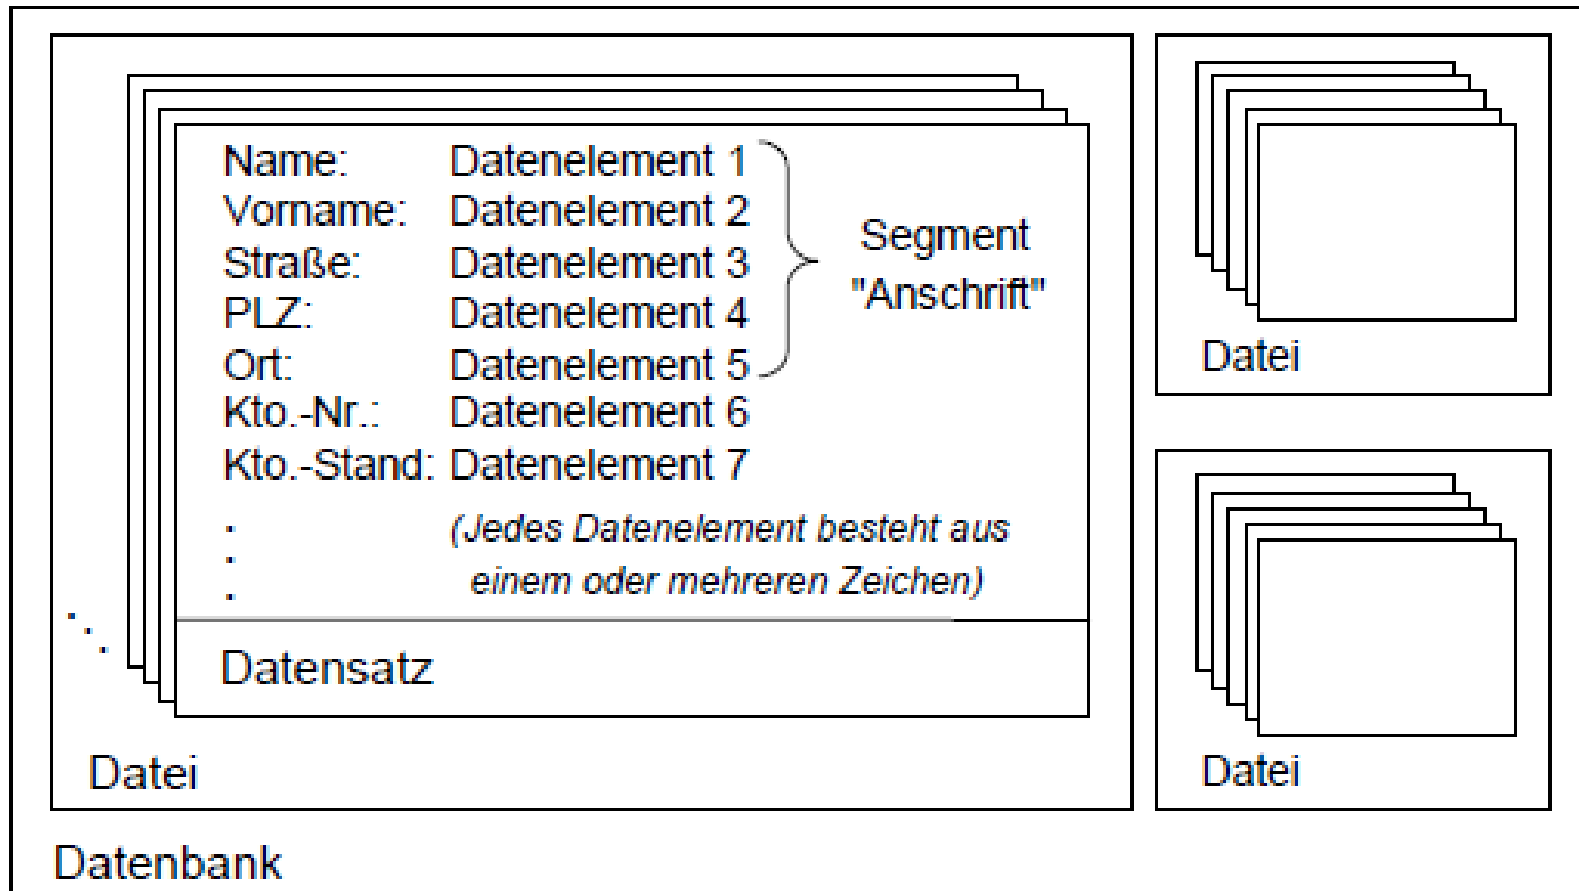 Name: Datenelement 1
Vorname: Datenelement 2
Straße: Datenelement 3
PLZ: Datenelement 4
Ort: Datenelement 5
Segment
"Anschrift"
Kto.-Nr.: Datenelement 6
Kto.-Stand: Datenelement 7
(Jedes Datenelement besteht aus
einem oder mehreren Zeichen)
Datensatz
Datei
Datei
Datei
Datenbank